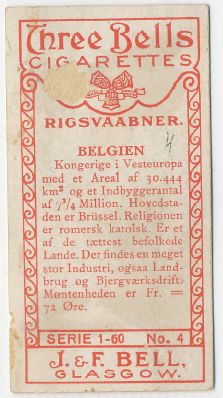 Three Bells
CIGARETTES
RIGSVAABNER.
4
BELGIEN
Kongerige i Vesteuropa
med et Areal af 30.444
km² og et Indbyggerantal
af 7¾ Million. Hovedsta-
den er Brüssel. Religionen
er romersk katolsk. Er et
af de tættest befolkede
Lande. Der findes en meget
stor Industri, ogsaa Land-
brug og Bjergværksdrift.
Møntenheden er Fr. =
72 Øre.
SERIE 1-60 No. 4
J. & F. BELL,
GLASGOW.